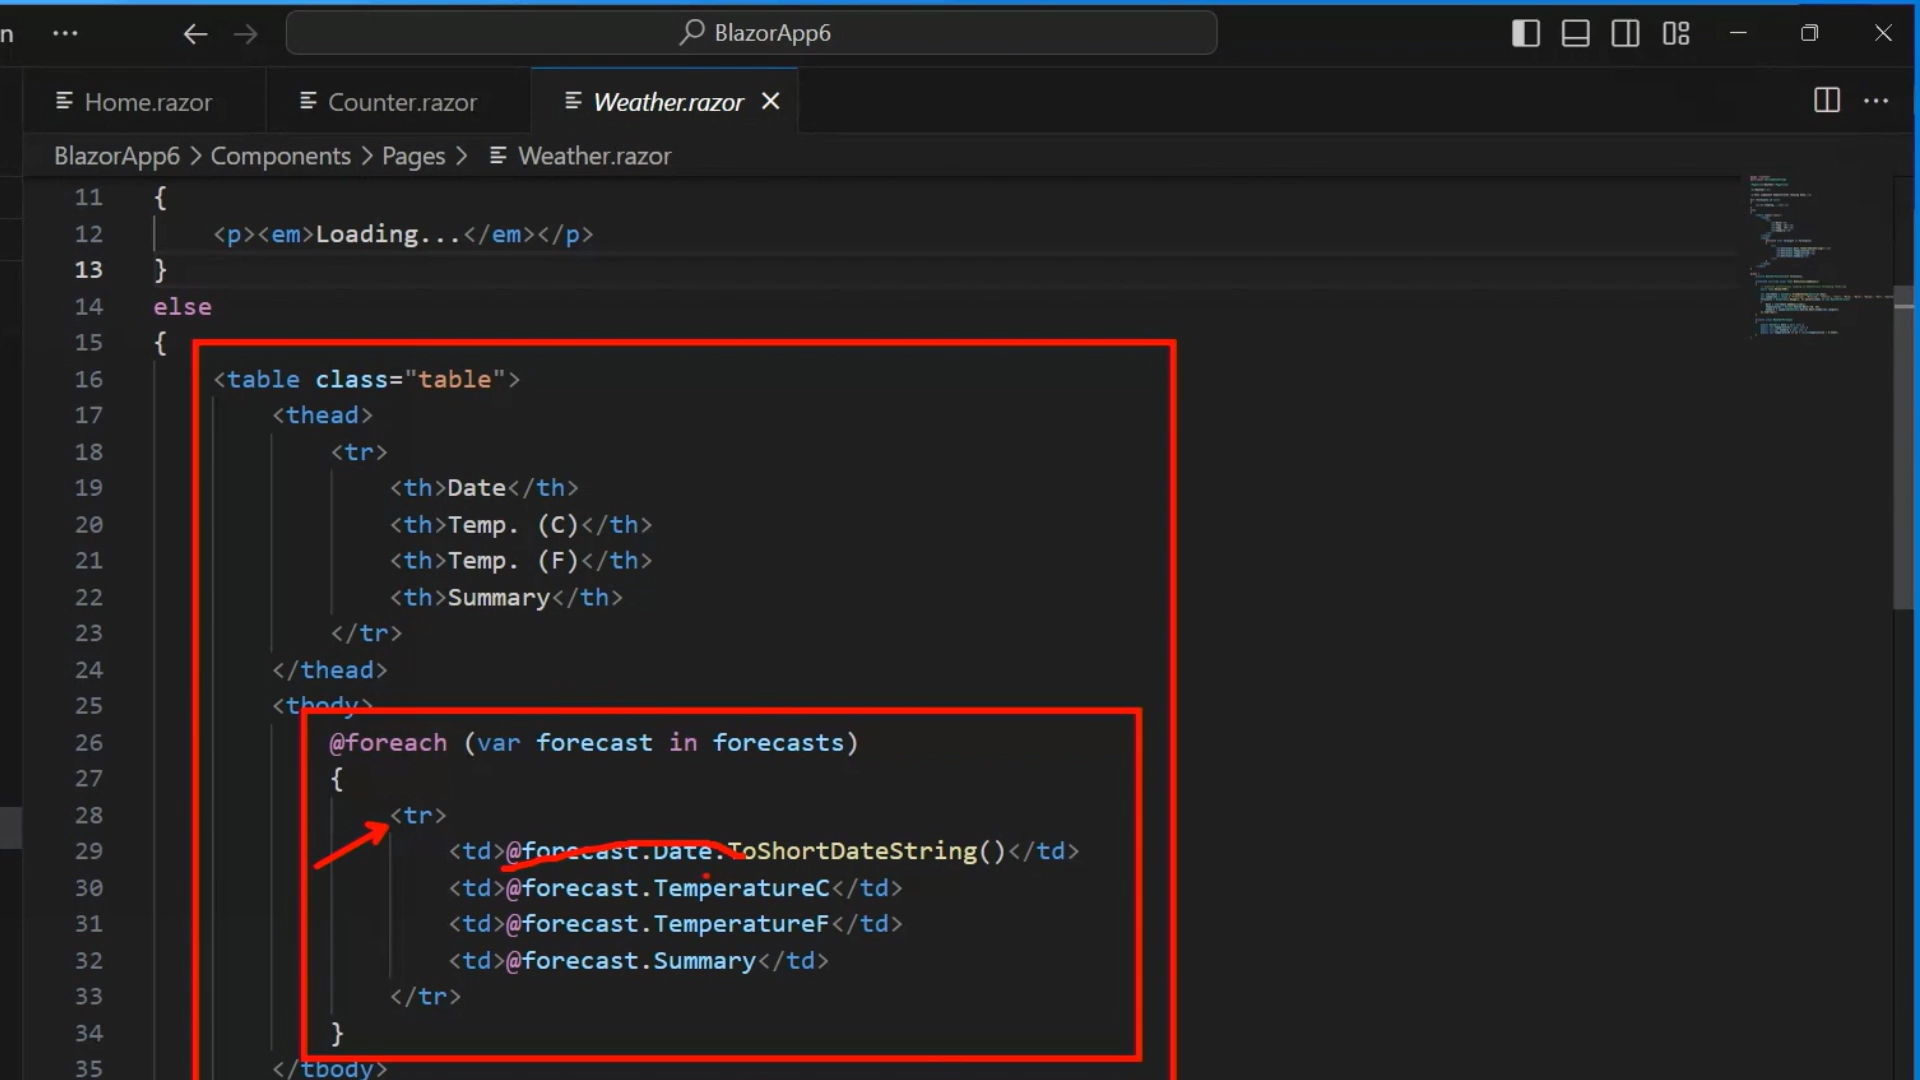 n ··· BlazorApp6
Home.razor Counter.razor Weather.razor
BlazorApp6 > Components > Pages > Weather.razor
11 {
12 <p><em>Loading...</em></p>
13 }
14 else
15 {
16 <table class="table">
17 <thead>
18 <tr>
19 <th>Date</th>
20 <th>Temp. (C)</th>
21 <th>Temp. (F)</th>
22 <th>Summary</th>
23 </tr>
24 </thead>
25 <tbody>
26 @foreach (var forecast in forecasts)
27 {
28 <tr>
29 <td>@forecast.Date.ToShortDateString()</td>
30 <td>@forecast.TemperatureC</td>
31 <td>@forecast.TemperatureF</td>
32 <td>@forecast.Summary</td>
33 </tr>
34 }
35 </tbody>